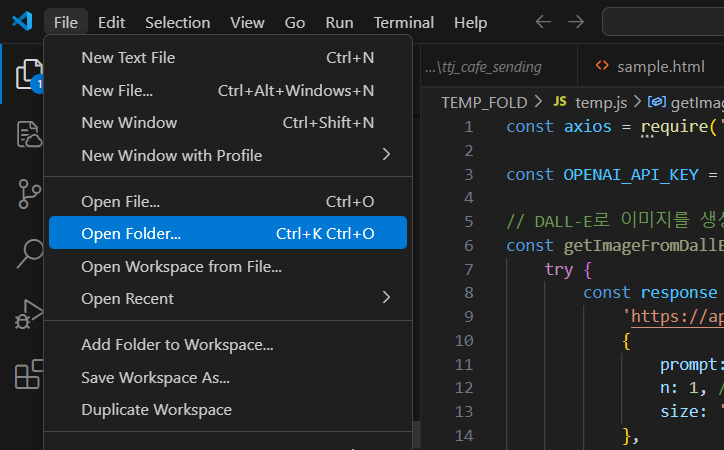 File Edit Selection View Go Run Terminal Help
New Text File Ctrl+N
New File... Ctrl+Alt+Windows+N
New Window Ctrl+Shift+N
New Window with Profile
Open File... Ctrl+O
Open Folder... Ctrl+K Ctrl+O
Open Workspace from File...
Open Recent
Add Folder to Workspace...
Save Workspace As...
Duplicate Workspace
1
...\ttj_cafe_sending sample.html
TEMP_FOLD > JS temp.js > getIma
1 const axios = require('
2
3 const OPENAI_API_KEY =
4
5 // DALL-E로 이미지를 생성
6 const getImageFromDallE
7 try {
8 const response
9 'https://ap
10 {
11 prompt:
12 n: 1, /
13 size: '
14 },